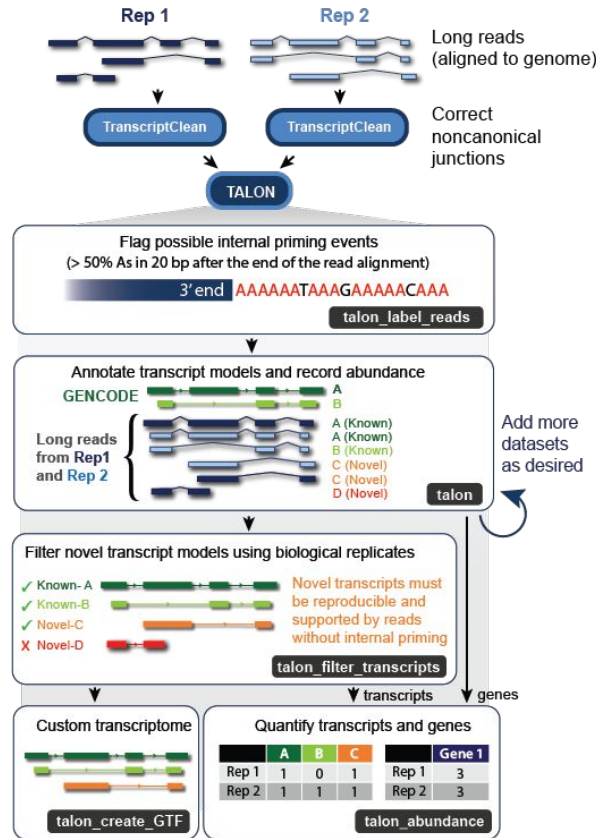 Rep 1
Rep 2
Long reads
(aligned to genome)
TranscriptClean
TranscriptClean
Correct
noncanonical
junctions
TALON
Flag possible internal priming events
(> 50% As in 20 bp after the end of the read alignment)
3' end
AAAAAATAAAGAAAAACAAA
talon_label_reads
Annotate transcript models and record abundance
GENCODE
A
B
Long reads
from Rep1
and Rep 2
A (Known)
A (Known)
B (Known)
C (Novel)
C (Novel)
D (Novel)
talon
Add more
datasets
as desired
Filter novel transcript models using biological replicates
✓ Known- A
✓ Known-B
✓ Novel-C
X Novel-D
Novel transcripts must
be reproducible and
supported by reads
without internal priming
talon_filter_transcripts
transcripts
genes
Custom transcriptome
talon_create_GTF
Quantify transcripts and genes
A B C
Rep 1 1 0 1
Rep 2 1 1 1
Gene 1
Rep 1 3
Rep 2 3
talon_abundance